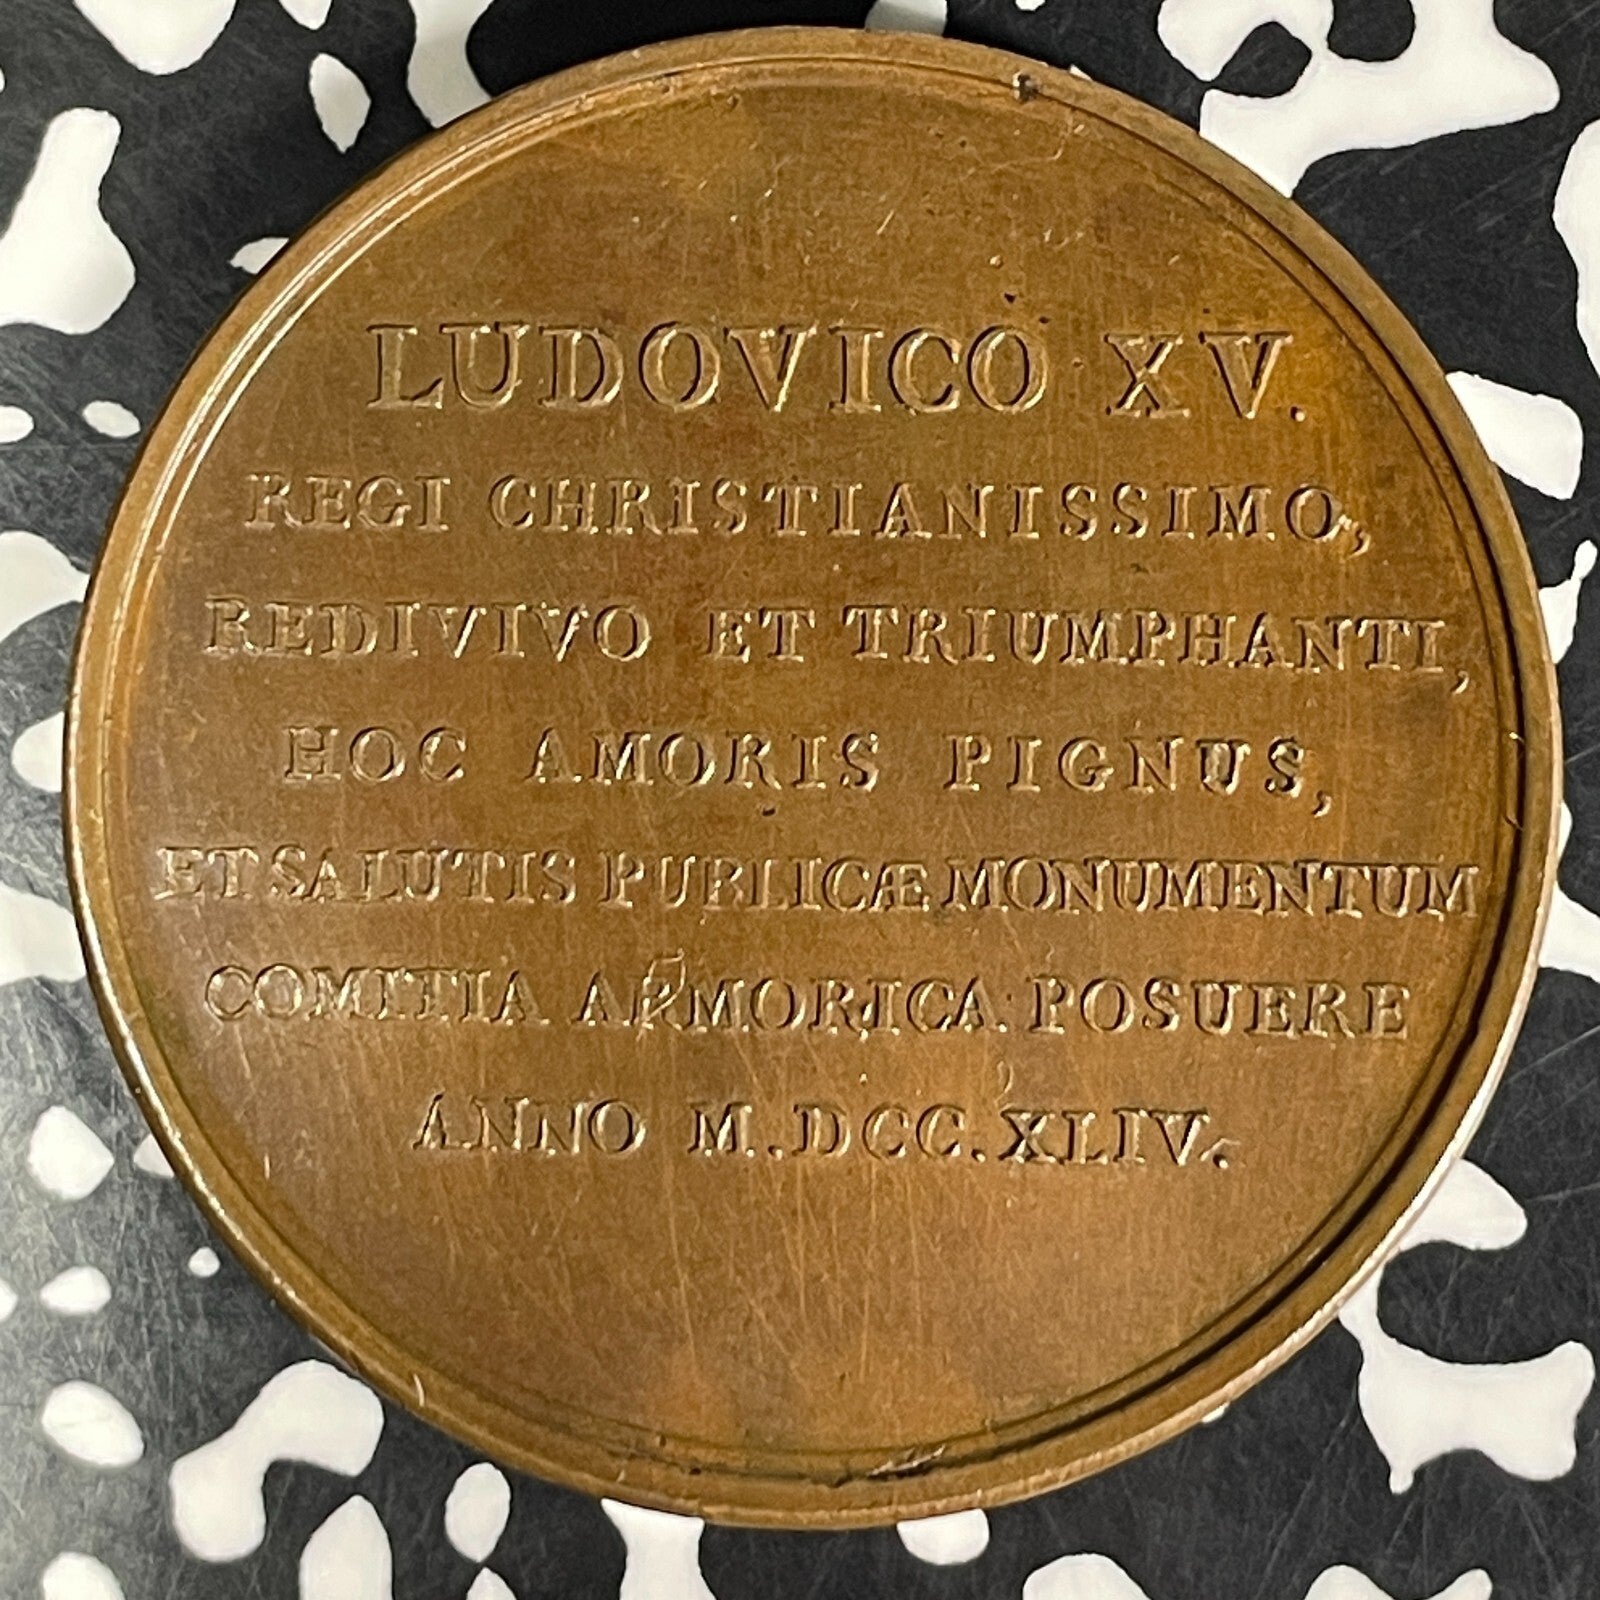 LUDOVICO XV.
REGI CHRISTIANISSIMO,
REDIVIVO ET TRIUMPHANTI,
HOC AMORIS PIGNUS,
ET SALUTIS PUBLICÆ MONUMENTUM
COMITIA ARMORICA POSUERE
ANNO M.DCC.XLIV.